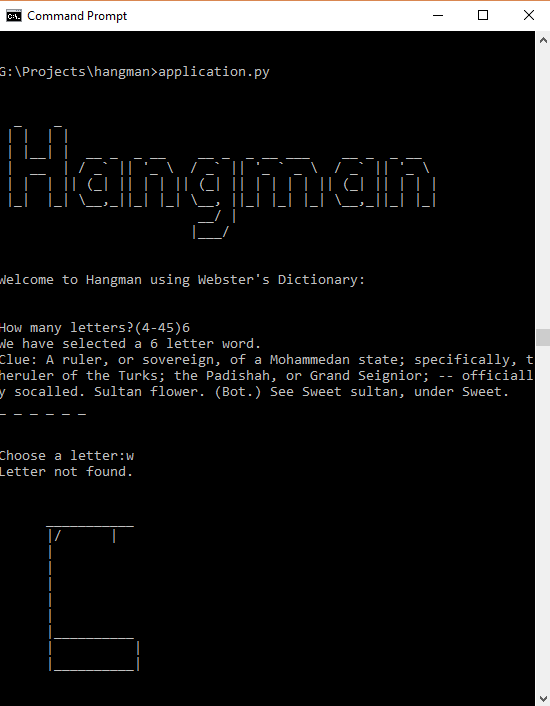 Command Prompt
G:\Projects\hangman>application.py
Hangman
Welcome to Hangman using Webster's Dictionary:
How many letters?(4-45)6
We have selected a 6 letter word.
Clue: A ruler, or sovereign, of a Mohammedan state; specifically, t
heruler of the Turks; the Padishah, or Grand Seignior; -- officiall
y socalled. Sultan flower. (Bot.) See Sweet sultan, under Sweet.
_ _ _ _ _ _
Choose a letter:w
Letter not found.